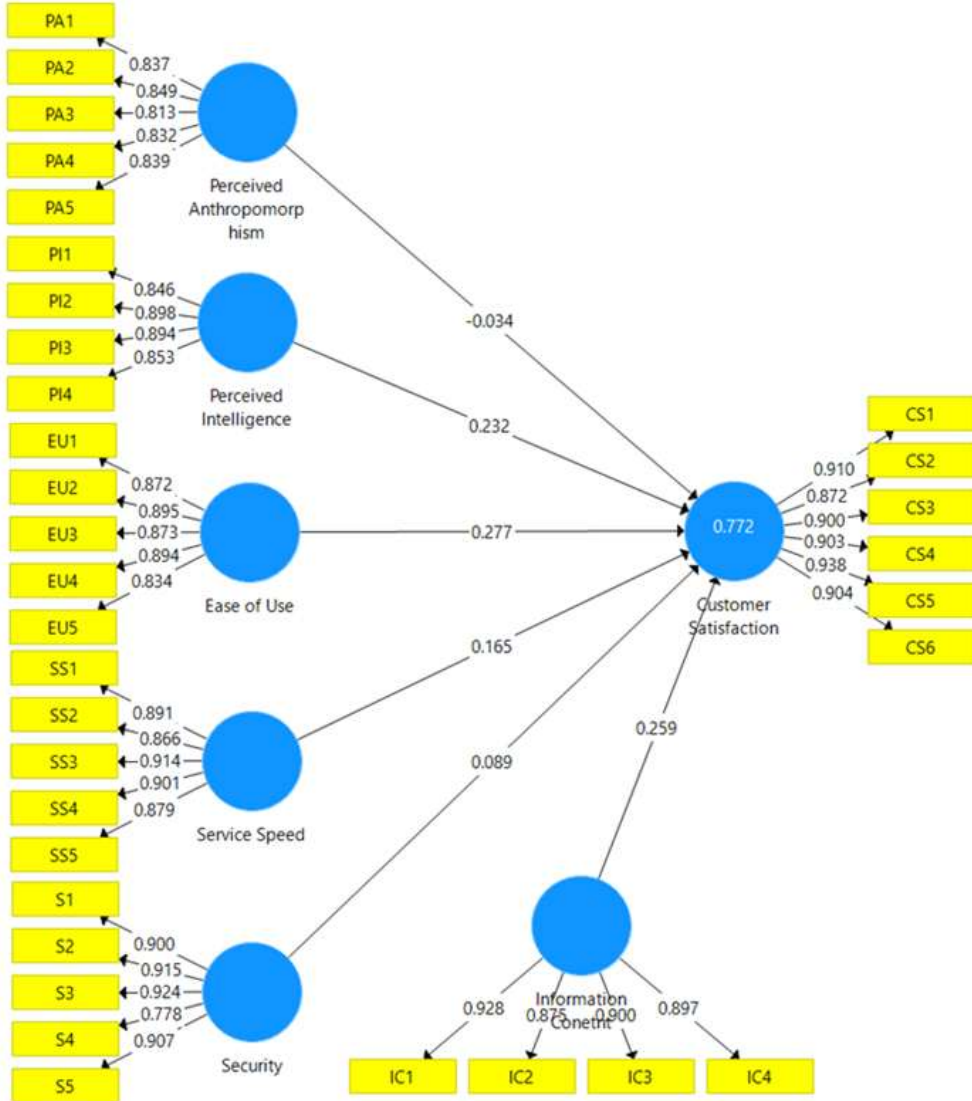 PA1
PA2
PA3
PA4
PA5
0.837
0.849
0.813
0.832
0.839
Perceived
Anthropomorp
hism
PI1
PI2
PI3
PI4
0.846
0.898
0.894
0.853
Perceived
Intelligence
EU1
EU2
EU3
EU4
EU5
0.872
0.895
0.873
0.894
0.834
Ease of Use
SS1
SS2
SS3
SS4
SS5
0.891
0.866
0.914
0.901
0.879
Service Speed
S1
S2
S3
S4
S5
0.900
0.915
0.924
0.778
0.907
Security
-0.034
0.232
0.277
0.165
0.089
0.259
0.772
Customer
Satisfaction
0.910
0.872
0.900
0.903
0.938
0.904
CS1
CS2
CS3
CS4
CS5
CS6
Information
Conetnt
0.928
0.875
0.900
0.897
IC1
IC2
IC3
IC4